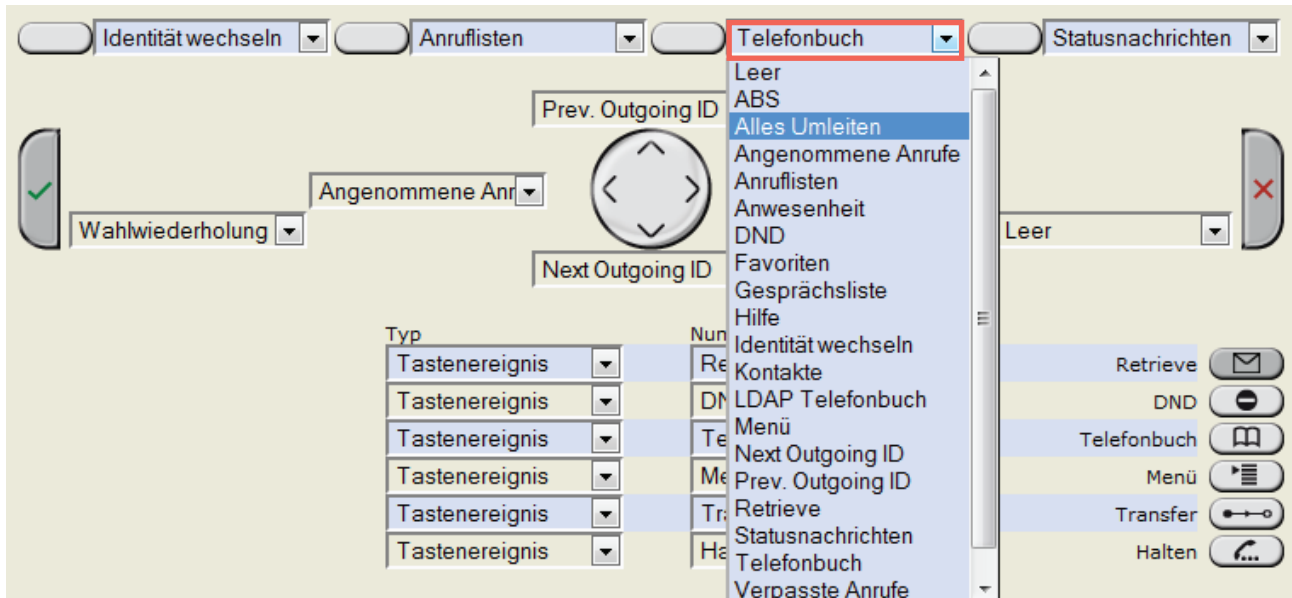 Identität wechseln
Anruflisten
Telefonbuch
Statusnachrichten
Leer
ABS
Alles Umleiten
Angenommene Anrufe
Anruflisten
Anwesenheit
DND
Favoriten
Gesprächsliste
Hilfe
Identität wechseln
Kontakte
LDAP Telefonbuch
Menü
Next Outgoing ID
Prev. Outgoing ID
Retrieve
Statusnachrichten
Telefonbuch
Verpasste Anrufe
Prev. Outgoing ID
Angenommene Anr
Wahlwiederholung
Leer
Next Outgoing ID
Typ
Num
Tastenereignis
Re
Retrieve
Tastenereignis
DN
DND
Tastenereignis
Te
Telefonbuch
Tastenereignis
Me
Menü
Tastenereignis
Tra
Transfer
Tastenereignis
Ha
Halten